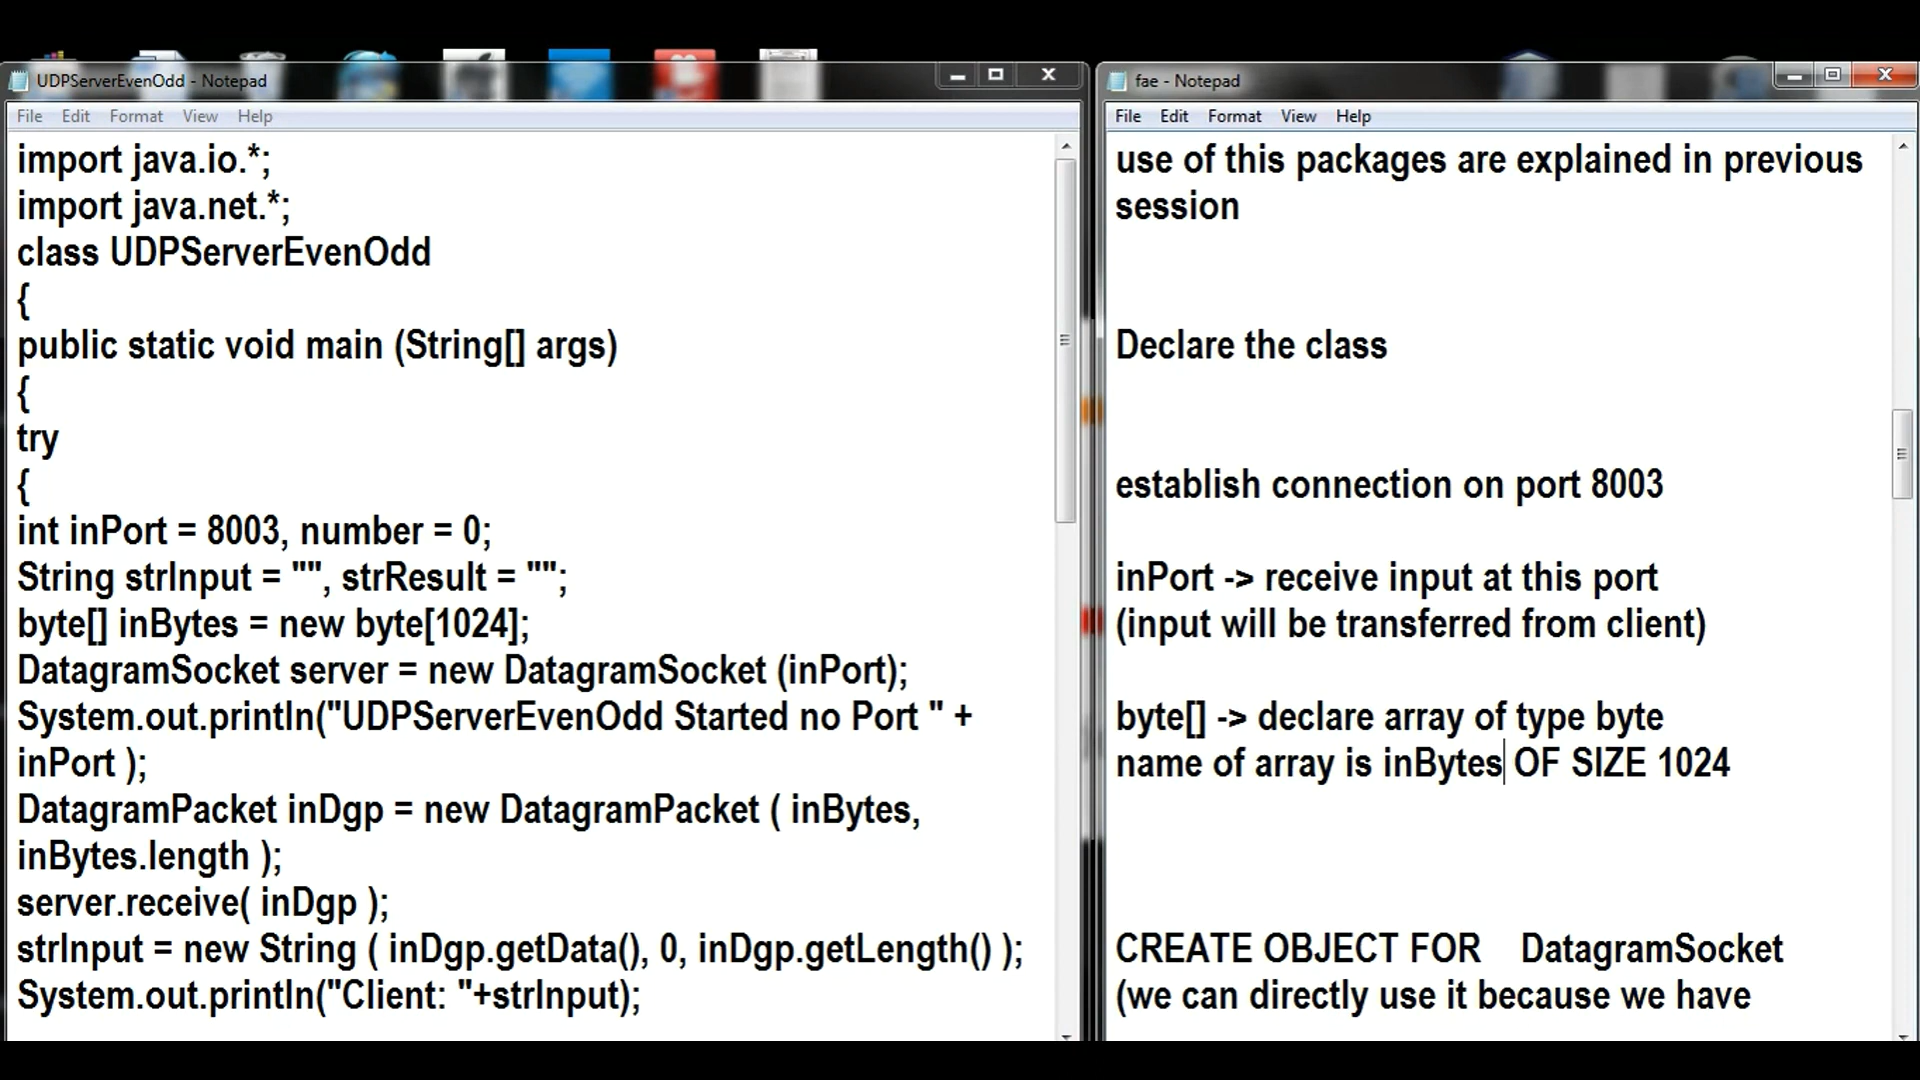 UDPServerEvenOdd - Notepad
File Edit Format View Help
import java.io.*;
import java.net.*;
class UDPServerEvenOdd
{
public static void main (String[] args)
{
try
{
int inPort = 8003, number = 0;
String strInput = "", strResult = "";
byte[] inBytes = new byte[1024];
DatagramSocket server = new DatagramSocket (inPort);
System.out.println("UDPServerEvenOdd Started no Port " +
inPort );
DatagramPacket inDgp = new DatagramPacket ( inBytes,
inBytes.length );
server.receive( inDgp );
strInput = new String ( inDgp.getData(), 0, inDgp.getLength() );
System.out.println("Client: "+strInput);
fae - Notepad
File Edit Format View Help
use of this packages are explained in previous
session
Declare the class
establish connection on port 8003
inPort -> receive input at this port
(input will be transferred from client)
byte[] -> declare array of type byte
name of array is inBytes OF SIZE 1024
CREATE OBJECT FOR DatagramSocket
(we can directly use it because we have